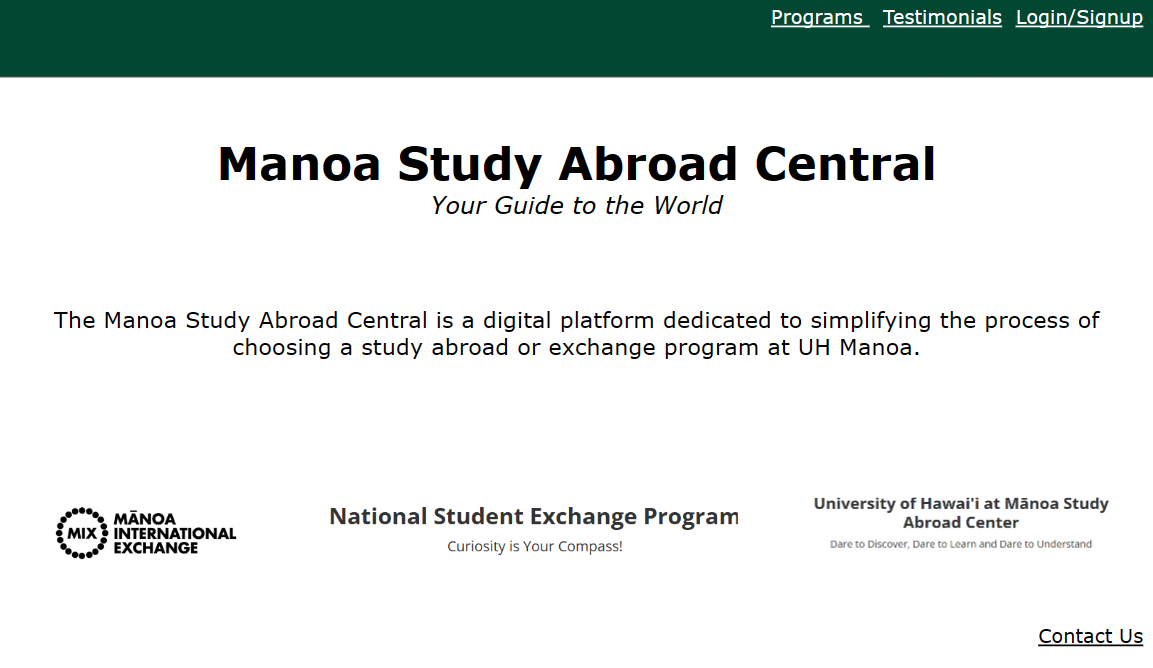 Programs Testimonials Login/Signup
Manoa Study Abroad Central
Your Guide to the World
The Manoa Study Abroad Central is a digital platform dedicated to simplifying the process of
choosing a study abroad or exchange program at UH Manoa.
MIX
MĀNOA
INTERNATIONAL
EXCHANGE
National Student Exchange Program
Curiosity is Your Compass!
University of Hawai'i at Mānoa Study
Abroad Center
Dare to Discover, Dare to Learn and Dare to Understand
Contact Us